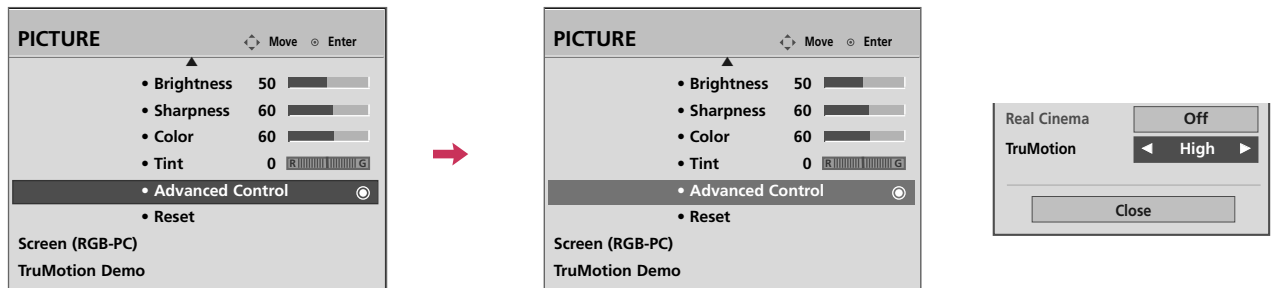 PICTURE Move Enter
• Brightness 50
• Sharpness 60
• Color 60
• Tint 0 R G
• Advanced Control
• Reset
Screen (RGB-PC)
TruMotion Demo
PICTURE Move Enter
• Brightness 50
• Sharpness 60
• Color 60
• Tint 0 R G
• Advanced Control
• Reset
Screen (RGB-PC)
TruMotion Demo
Real Cinema Off
TruMotion ◄ High ►
Close